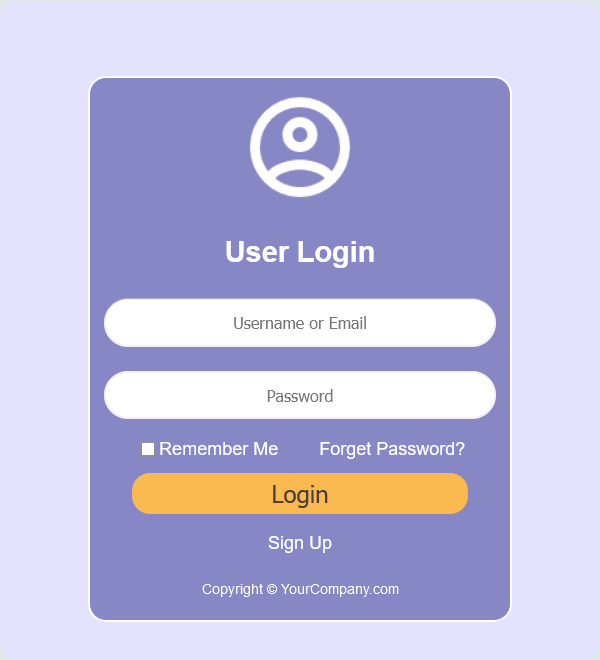 User Login
Username or Email
Password
Remember Me Forget Password?
Login
Sign Up
Copyright © YourCompany.com